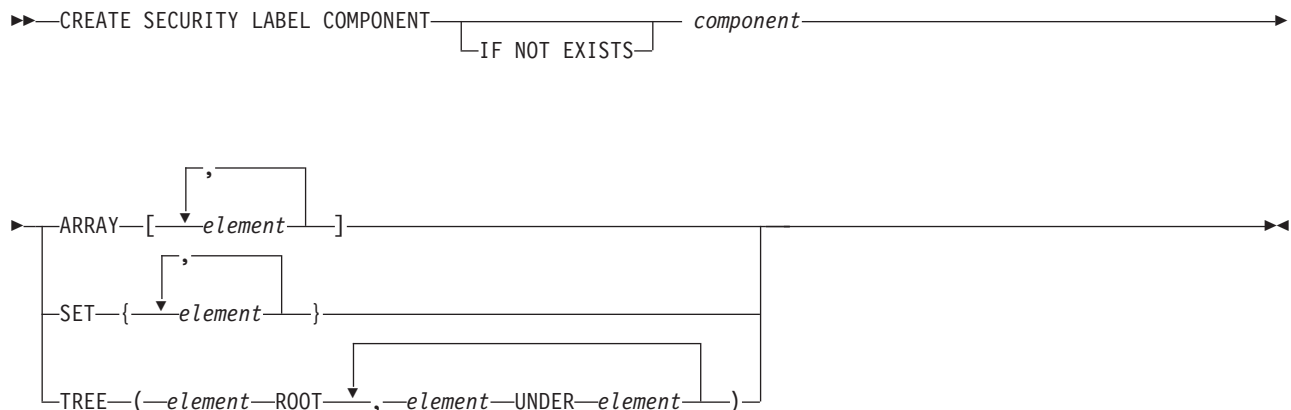 CREATE SECURITY LABEL COMPONENT component
IF NOT EXISTS
,
ARRAY [ element ]
,
SET { element }
TREE ( element ROOT , element UNDER element )